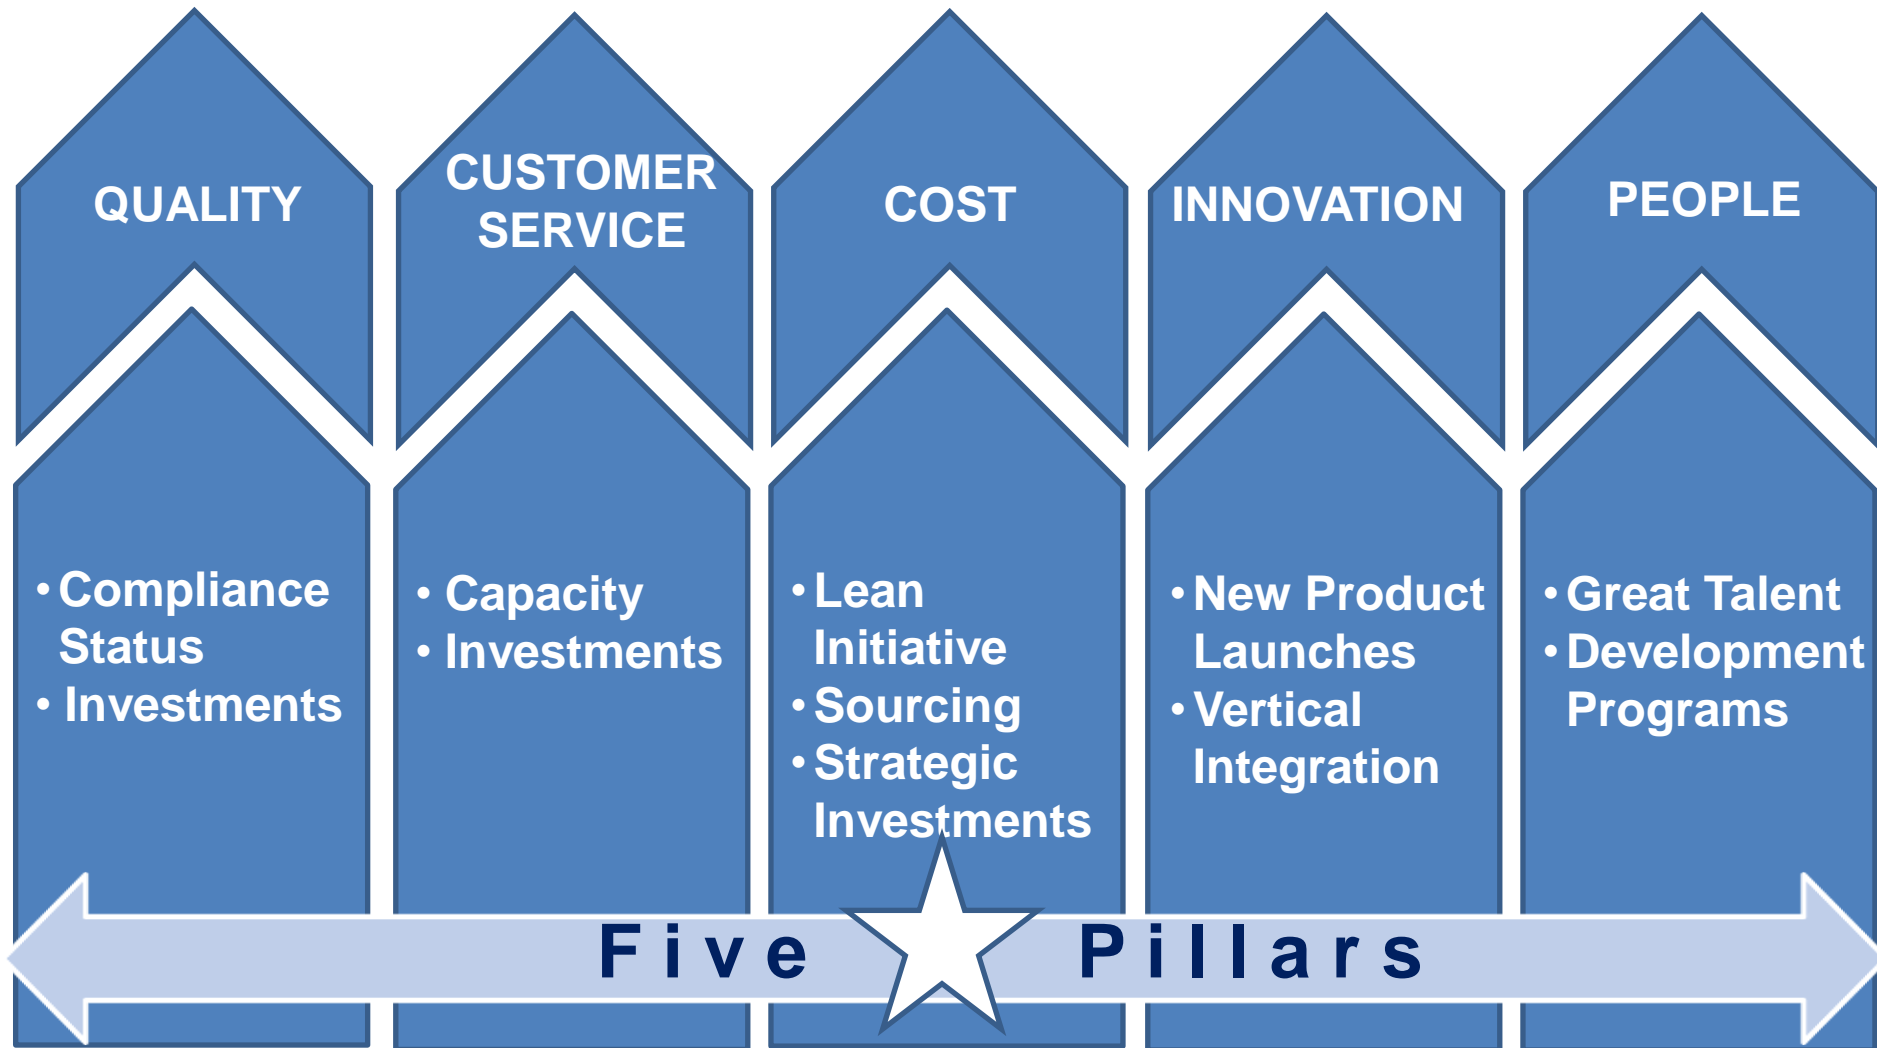 QUALITY
CUSTOMER
SERVICE
COST
INNOVATION
PEOPLE
• Compliance
Status
• Investments
• Capacity
• Investments
• Lean
Initiative
• Sourcing
• Strategic
Investments
• New Product
Launches
• Vertical
Integration
• Great Talent
• Development
Programs
Five Pillars